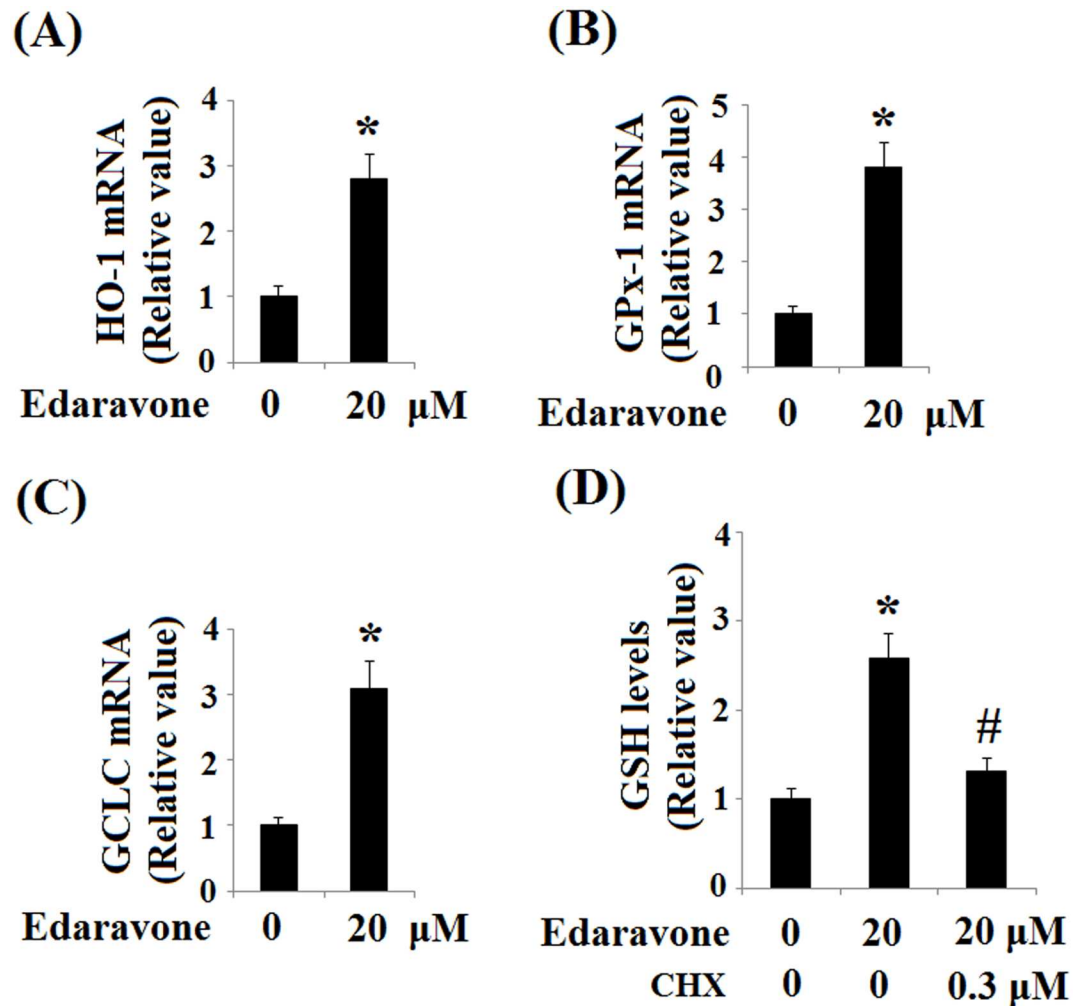 (A)
HO-1 mRNA
(Relative value)
4
3
2
1
0
*
Edaravone 0 20 μM
(B)
GPx-1 mRNA
(Relative value)
5
4
3
2
1
0
*
Edaravone 0 20 μM
(C)
GCLC mRNA
(Relative value)
4
3
2
1
0
*
Edaravone 0 20 μM
(D)
GSH levels
(Relative value)
4
3
2
1
0
*
#
Edaravone 0 20 20 μM
CHX 0 0 0.3 μM